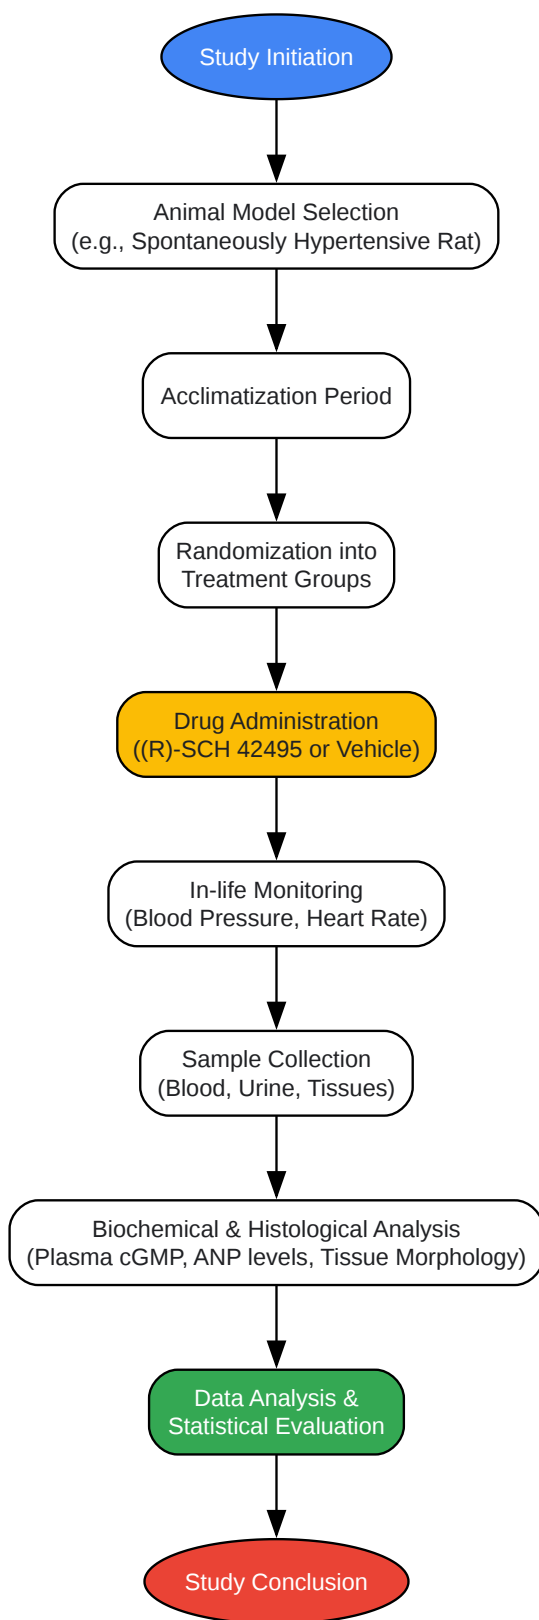 Study Initiation
Animal Model Selection
(e.g., Spontaneously Hypertensive Rat)
Acclimatization Period
Randomization into
Treatment Groups
Drug Administration
((R)-SCH 42495 or Vehicle)
In-life Monitoring
(Blood Pressure, Heart Rate)
Sample Collection
(Blood, Urine, Tissues)
Biochemical & Histological Analysis
(Plasma cGMP, ANP levels, Tissue Morphology)
Data Analysis &
Statistical Evaluation
Study Conclusion